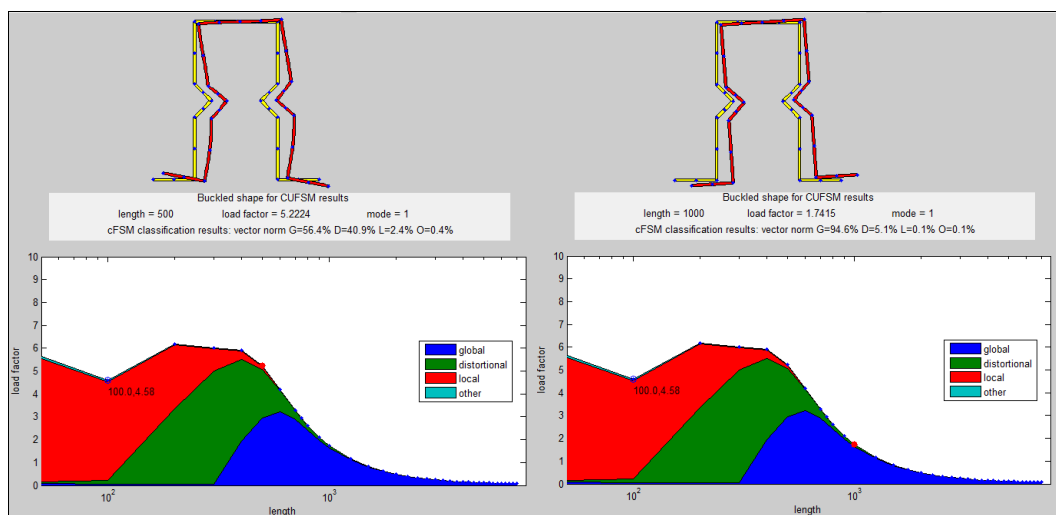 Buckled shape for CUFSM results
length = 500 load factor = 5.2224 mode = 1
cFSM classification results: vector norm G=56.4% D=40.9% L=2.4% O=0.4%
10
9
8
7
6
5
4
3
2
1
0
load factor
100.0,4.58
global
distortional
local
other
10^2
10^3
length
Buckled shape for CUFSM results
length = 1000 load factor = 1.7415 mode = 1
cFSM classification results: vector norm G=94.6% D=5.1% L=0.1% O=0.1%
10
9
8
7
6
5
4
3
2
1
0
load factor
100.0,4.58
global
distortional
local
other
10^2
10^3
length